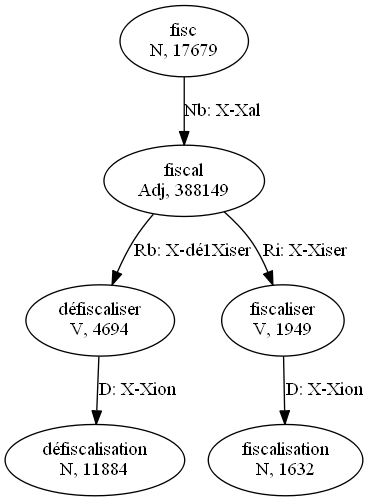 fisc
N, 17679
Nb: X-Xal
fiscal
Adj, 388149
Rb: X-dé1Xiser
Ri: X-Xiser
défiscaliser
V, 4694
fiscaliser
V, 1949
D: X-Xion
D: X-Xion
défiscalisation
N, 11884
fiscalisation
N, 1632